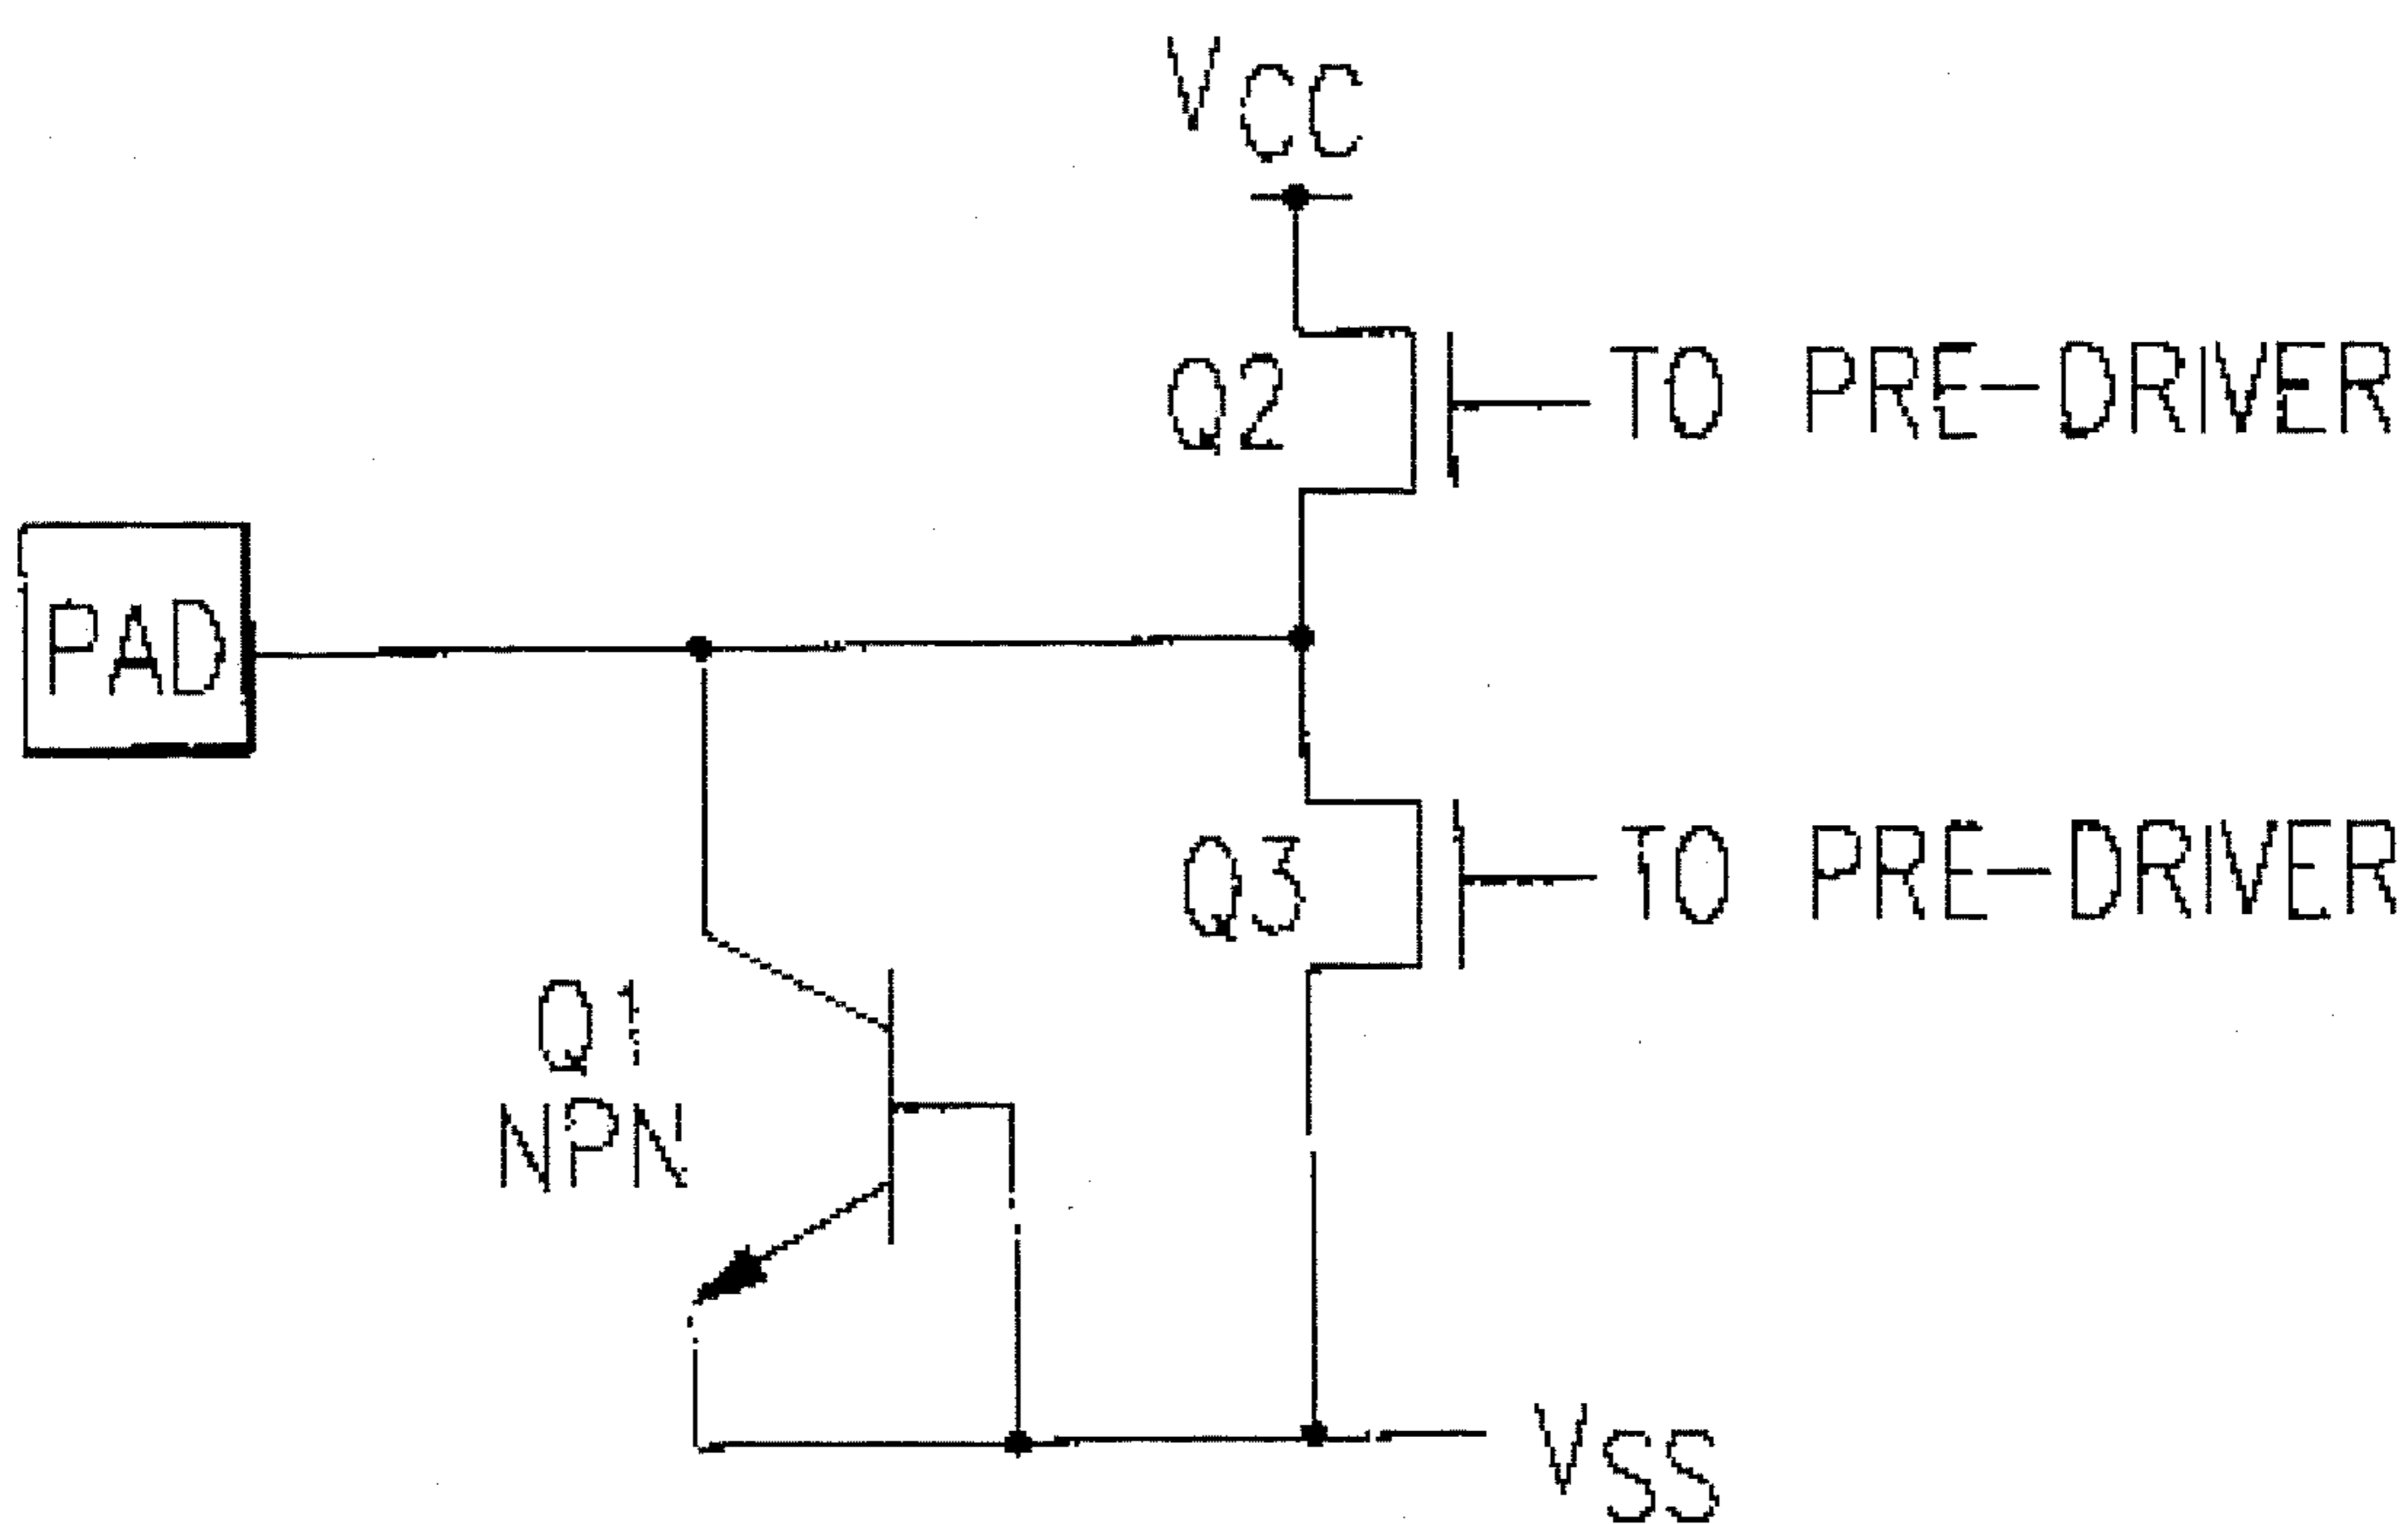 VCC
Q2
TO PRE-DRIVER
PAD
Q3
TO PRE-DRIVER
Q1
NPN
VSS